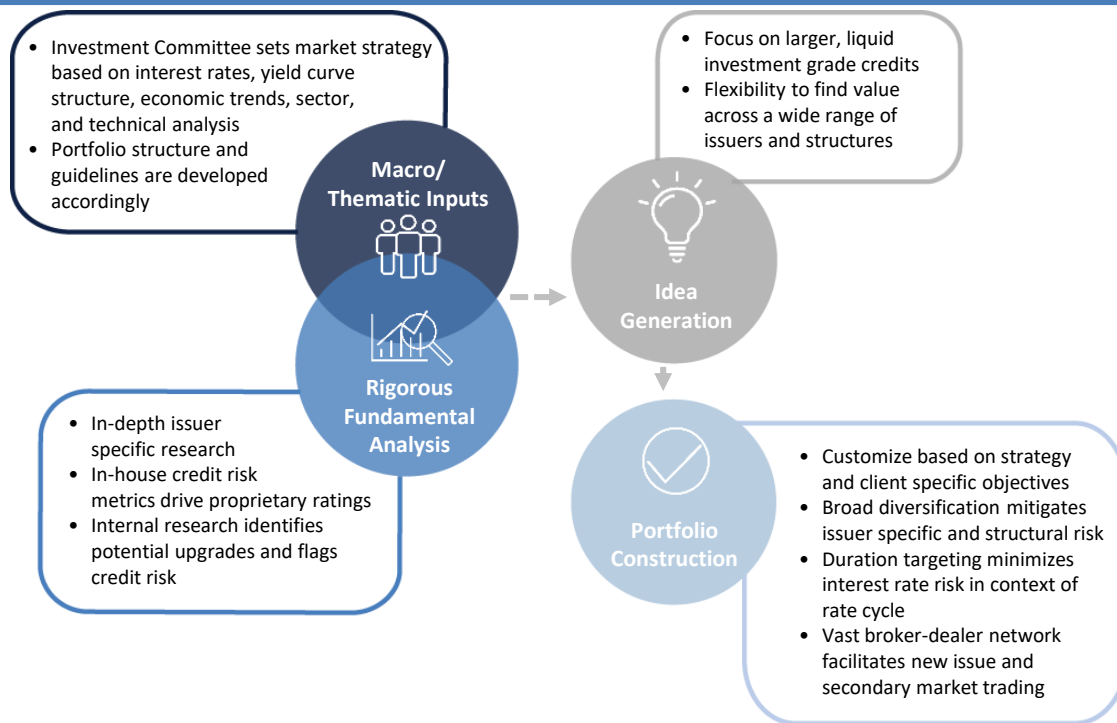 • Investment Committee sets market strategy
based on interest rates, yield curve
structure, economic trends, sector,
and technical analysis
• Portfolio structure and
guidelines are developed
accordingly
Macro/
Thematic Inputs
Rigorous
Fundamental
Analysis
• In-depth issuer
specific research
• In-house credit risk
metrics drive proprietary ratings
• Internal research identifies
potential upgrades and flags
credit risk
• Focus on larger, liquid
investment grade credits
• Flexibility to find value
across a wide range of
issuers and structures
Idea
Generation
Portfolio
Construction
• Customize based on strategy
and client specific objectives
• Broad diversification mitigates
issuer specific and structural risk
• Duration targeting minimizes
interest rate risk in context of
rate cycle
• Vast broker-dealer network
facilitates new issue and
secondary market trading